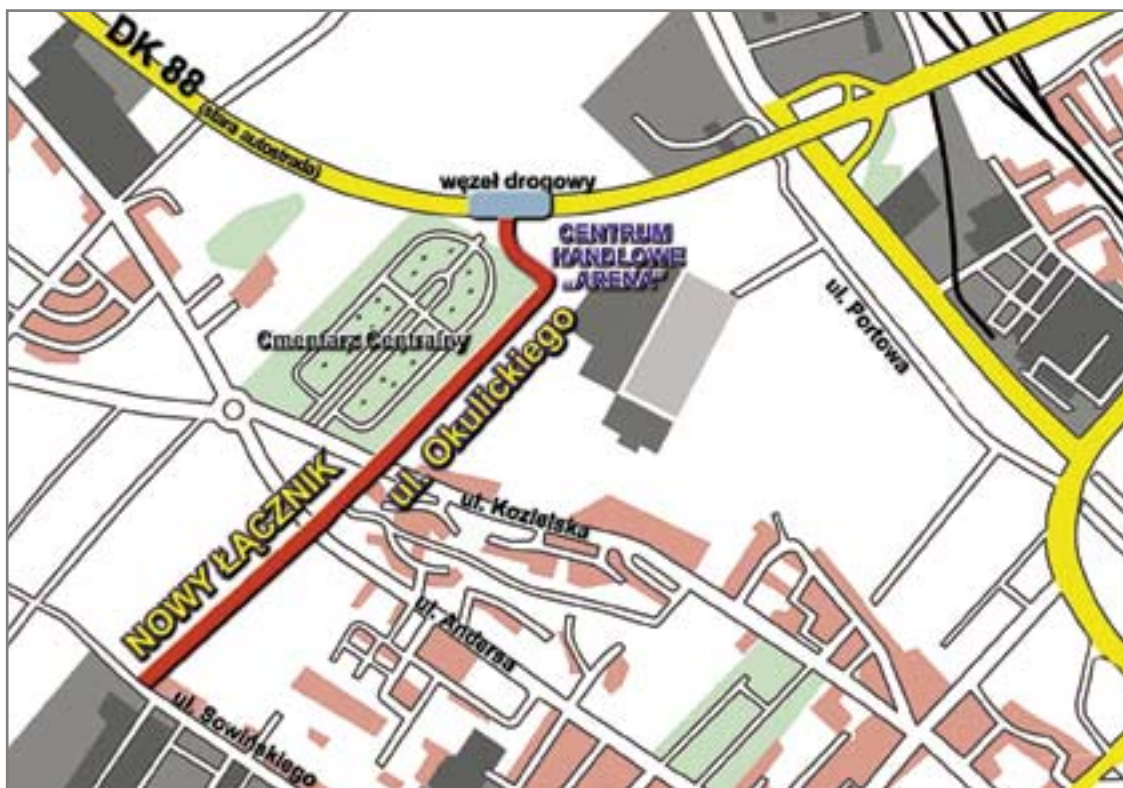 DK 88
(stara autostrada)
węzeł drogowy
CENTRUM
HANDLOWE
„ARENA”
Cmentarz Centralny
ul. Okulickiego
ul. Portowa
NOWY ŁĄCZNIK
ul. Kozielska
ul. Andersa
ul. Sowińskiego